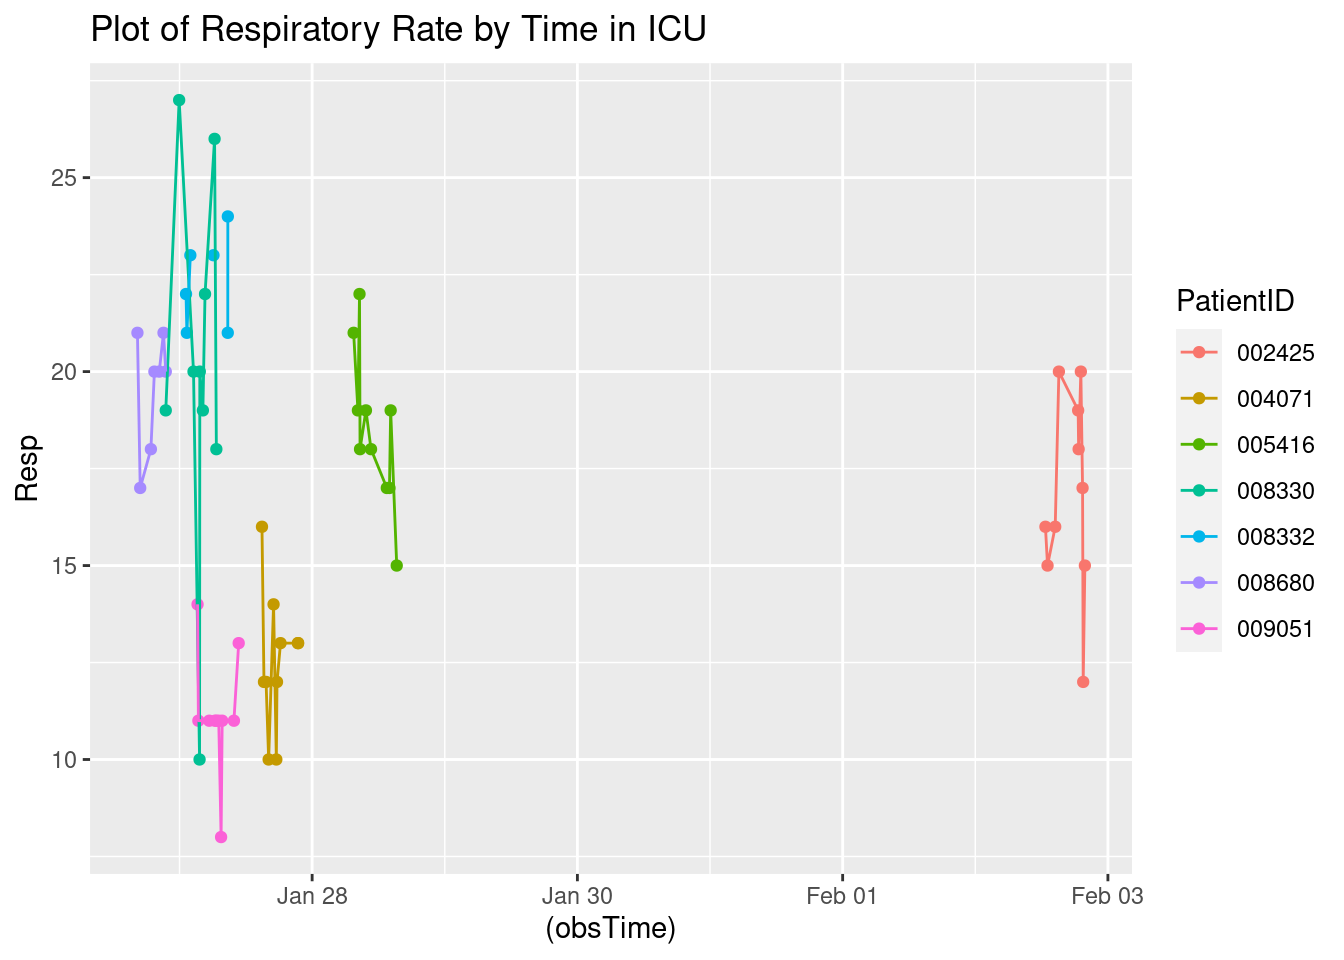 Plot of Respiratory Rate by Time in ICU
25
20
15
10
Resp
Jan 28
Jan 30
Feb 01
Feb 03
(obsTime)
PatientID
002425
004071
005416
008330
008332
008680
009051